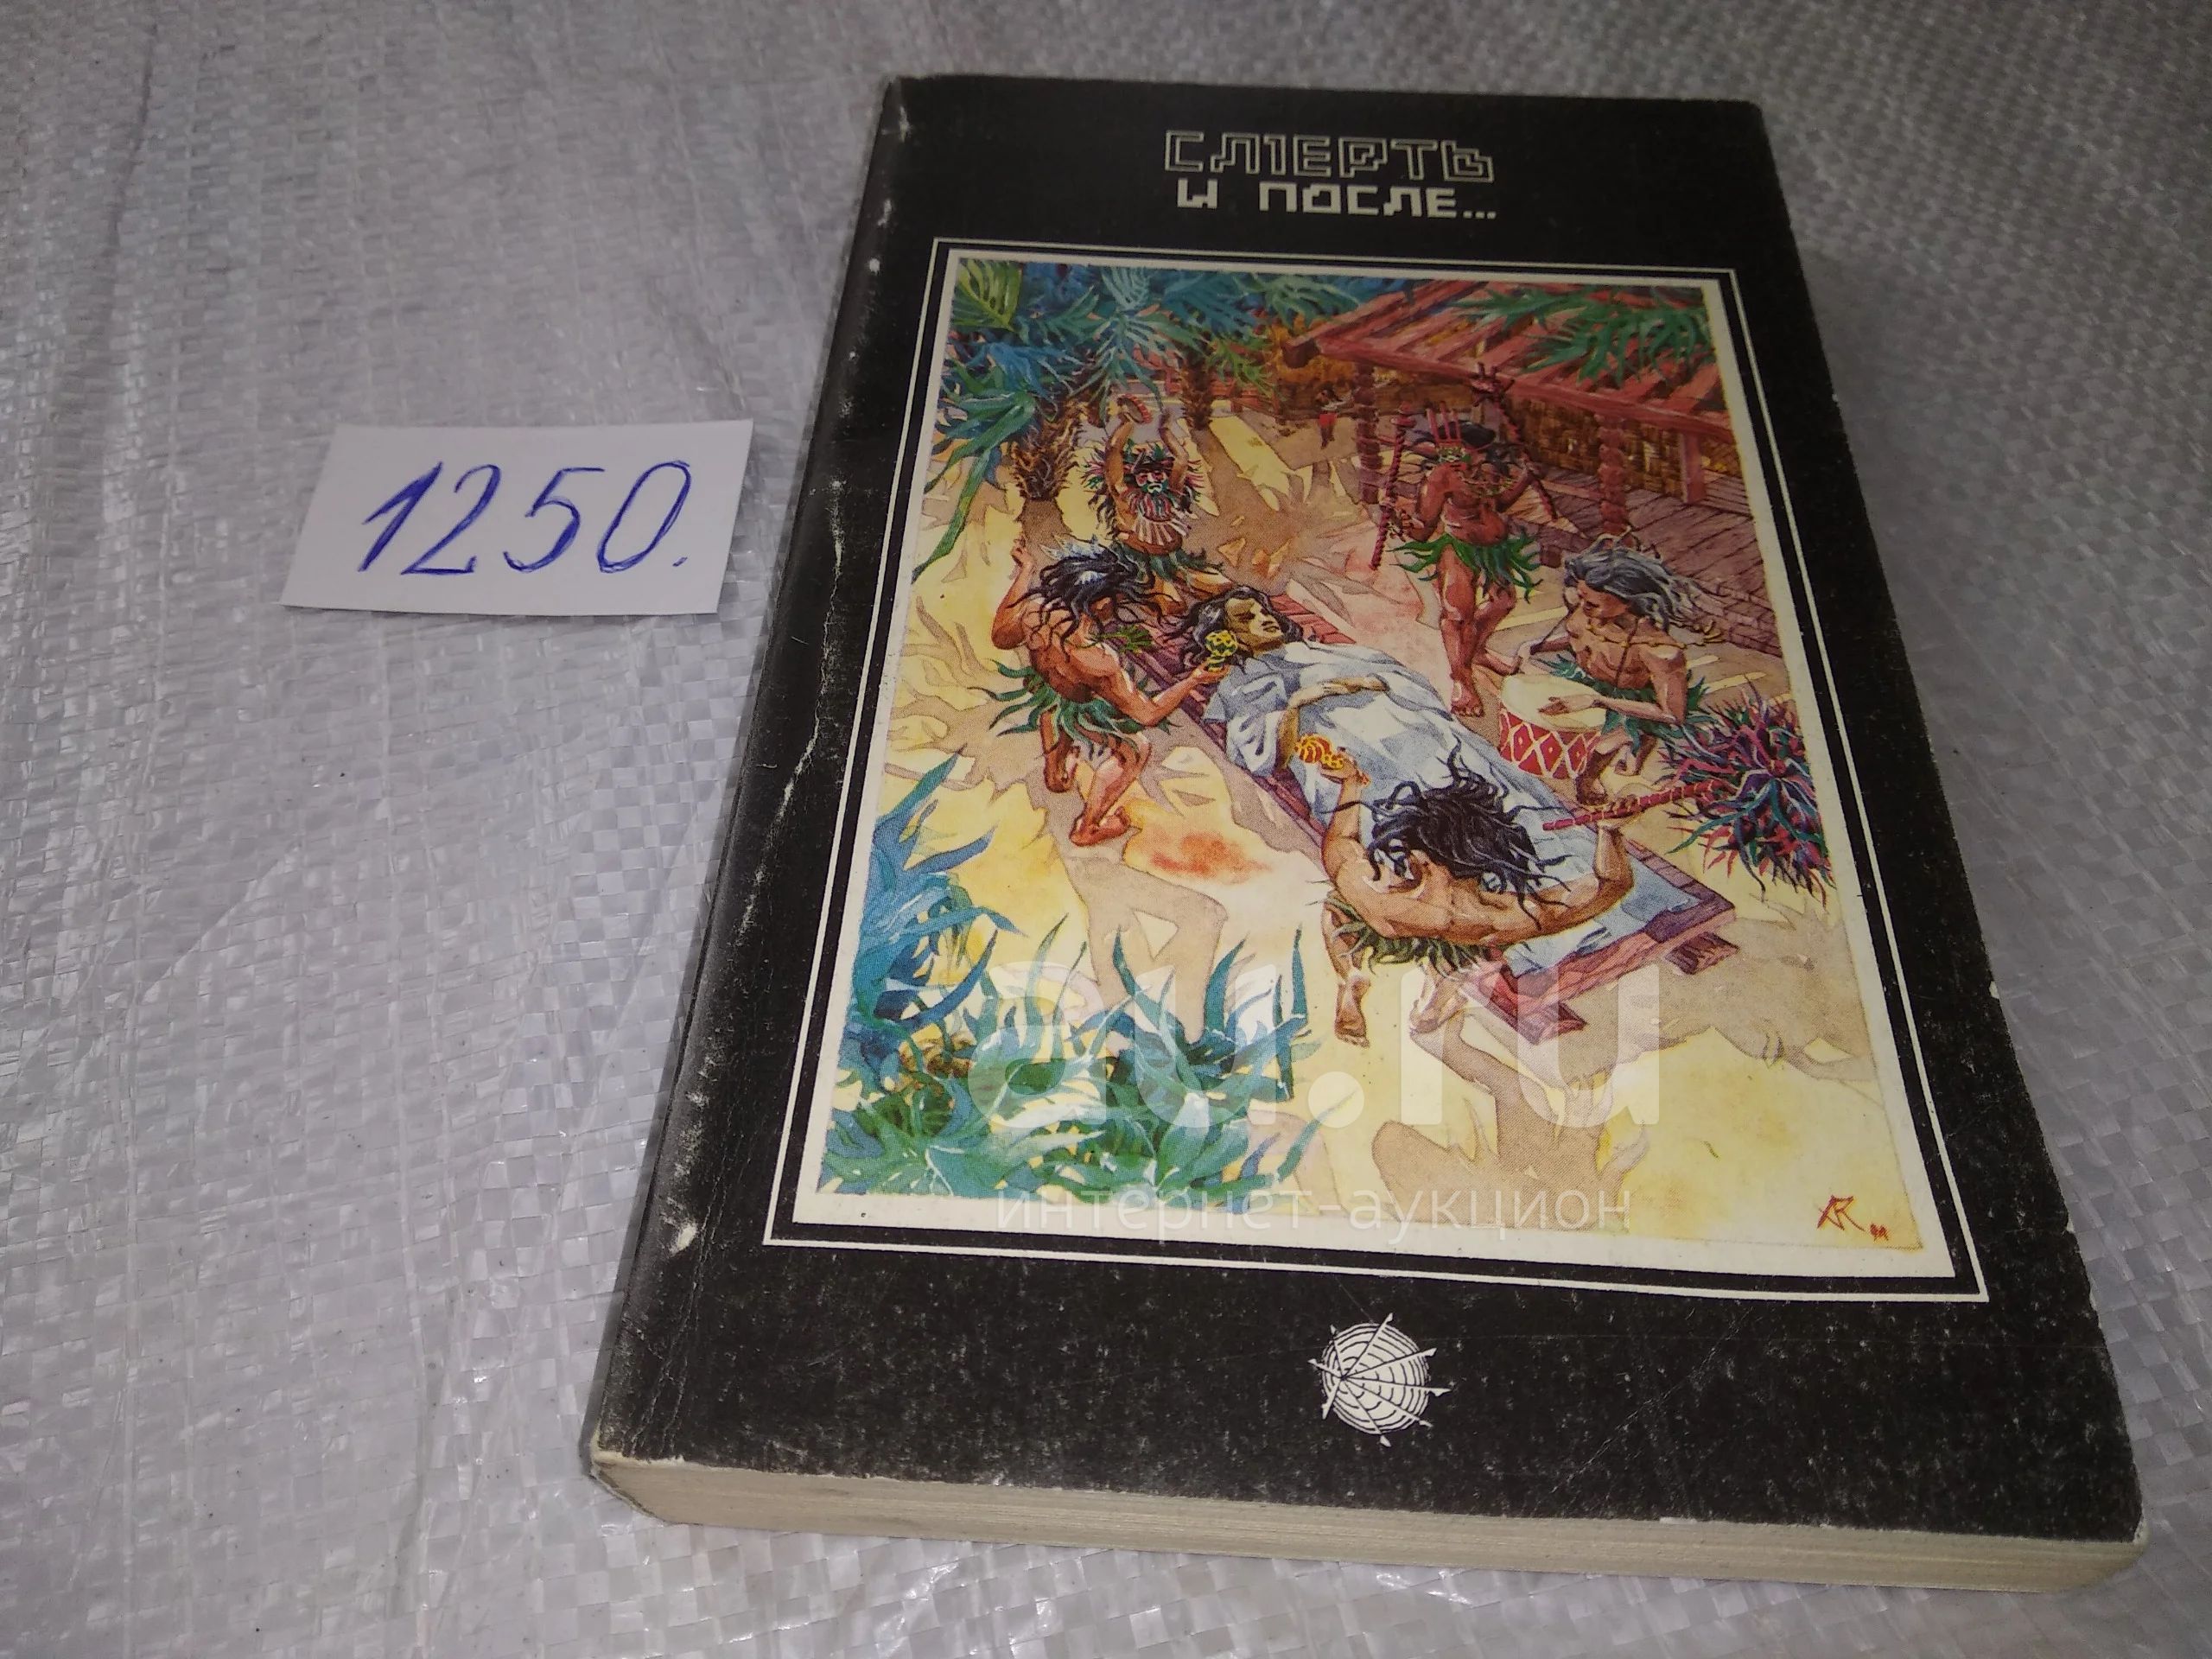 СМЕРТЬ
И ПОСЛЕ...
1250.
au.ru
интернет-аукцион